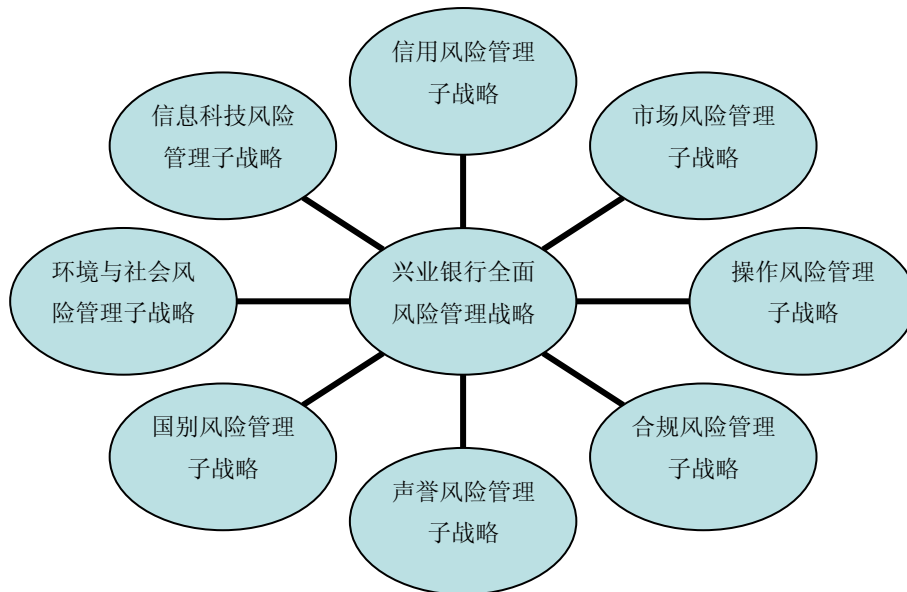 信用风险管理
子战略
信息科技风险
管理子战略
市场风险管理
子战略
环境与社会风
险管理子战略
兴业银行全面
风险管理战略
操作风险管理
子战略
国别风险管理
子战略
合规风险管理
子战略
声誉风险管理
子战略